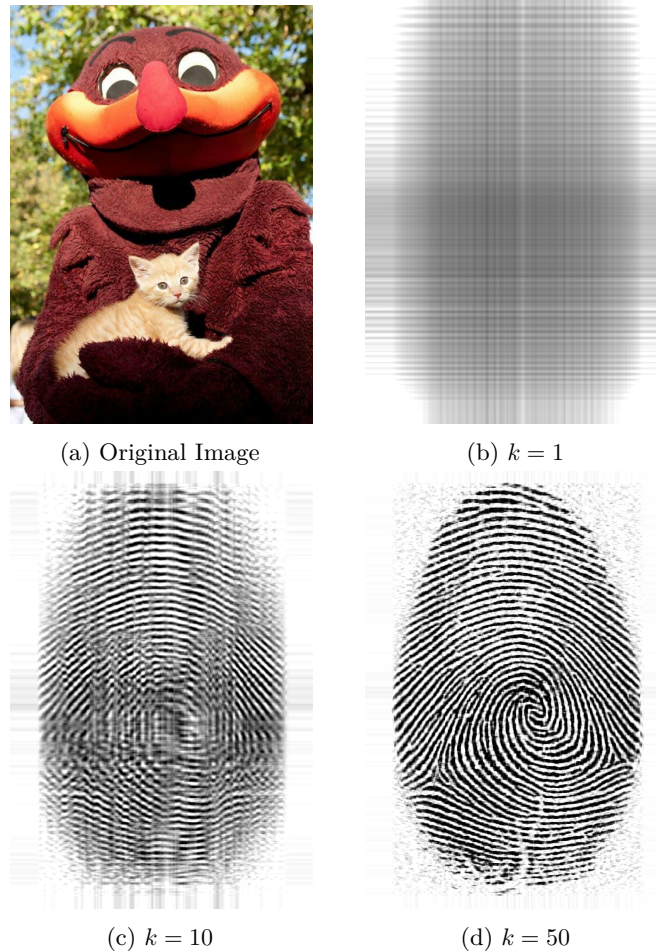 (a) Original Image
(b) k = 1
(c) k = 10
(d) k = 50